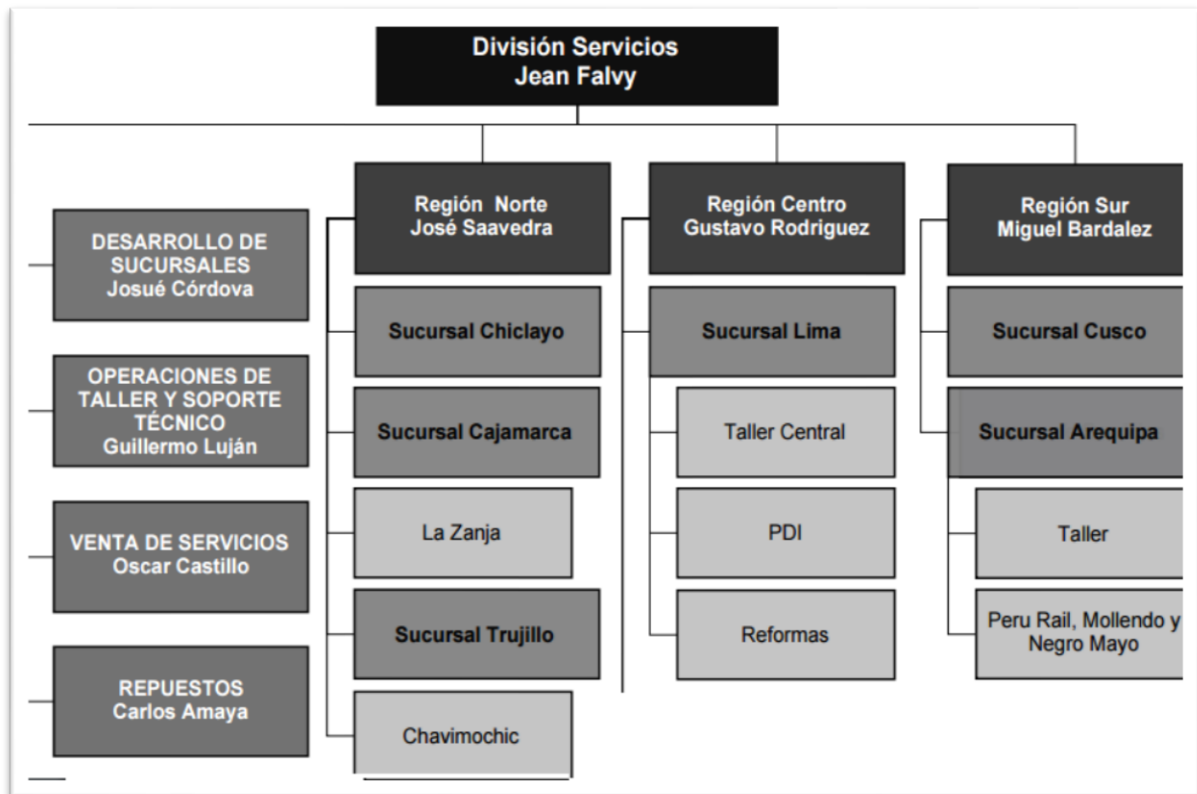 División Servicios
Jean Falvy
DESARROLLO DE
SUCURSALES
Josué Córdova
OPERACIONES DE
TALLER Y SOPORTE
TÉCNICO
Guillermo Luján
VENTA DE SERVICIOS
Oscar Castillo
REPUESTOS
Carlos Amaya
Región Norte
José Saavedra
Sucursal Chiclayo
Sucursal Cajamarca
La Zanja
Sucursal Trujillo
Chavimochic
Región Centro
Gustavo Rodriguez
Sucursal Lima
Taller Central
PDI
Reformas
Región Sur
Miguel Bardalez
Sucursal Cusco
Sucursal Arequipa
Taller
Peru Rail, Mollendo y
Negro Mayo